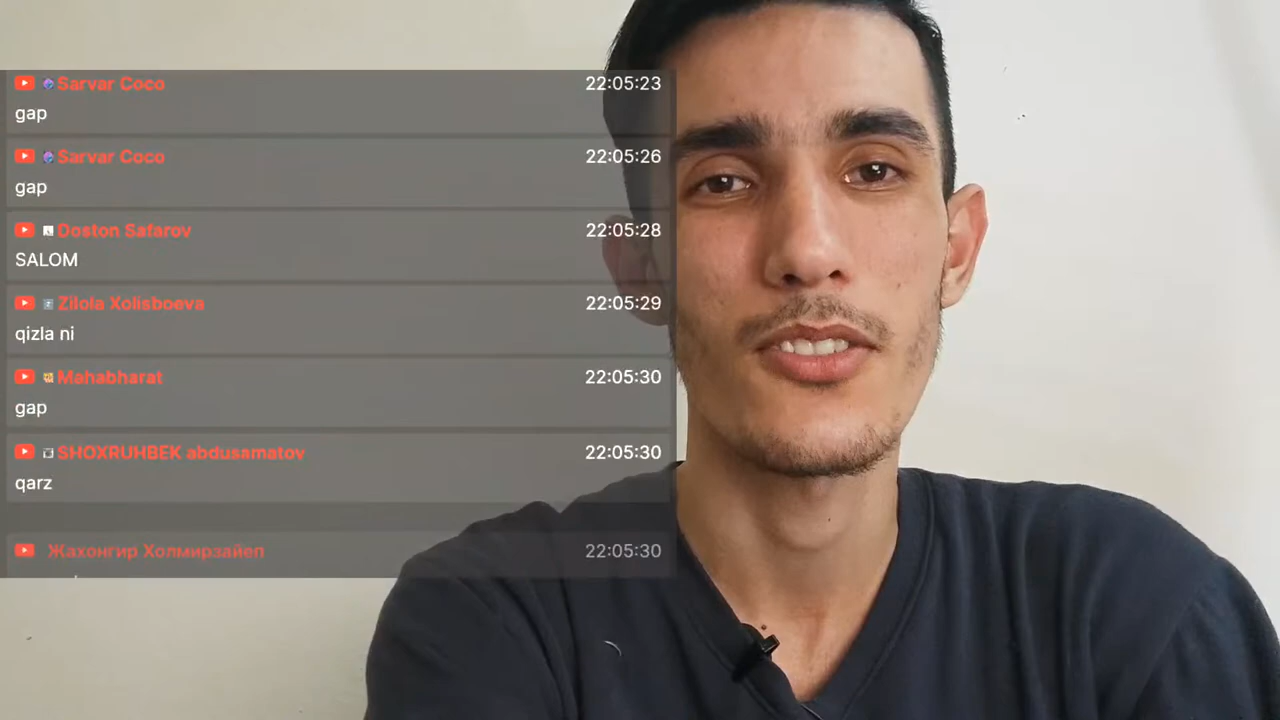 Sarvar Coco 22:05:23
gap
Sarvar Coco 22:05:26
gap
Doston Safarov 22:05:28
SALOM
Zilola Xolisboeva 22:05:29
qizla ni
Mahabharat 22:05:30
gap
SHOXRUHBEK abdusamatov 22:05:30
qarz
Жахонгир Холмирзайеп 22:05:30